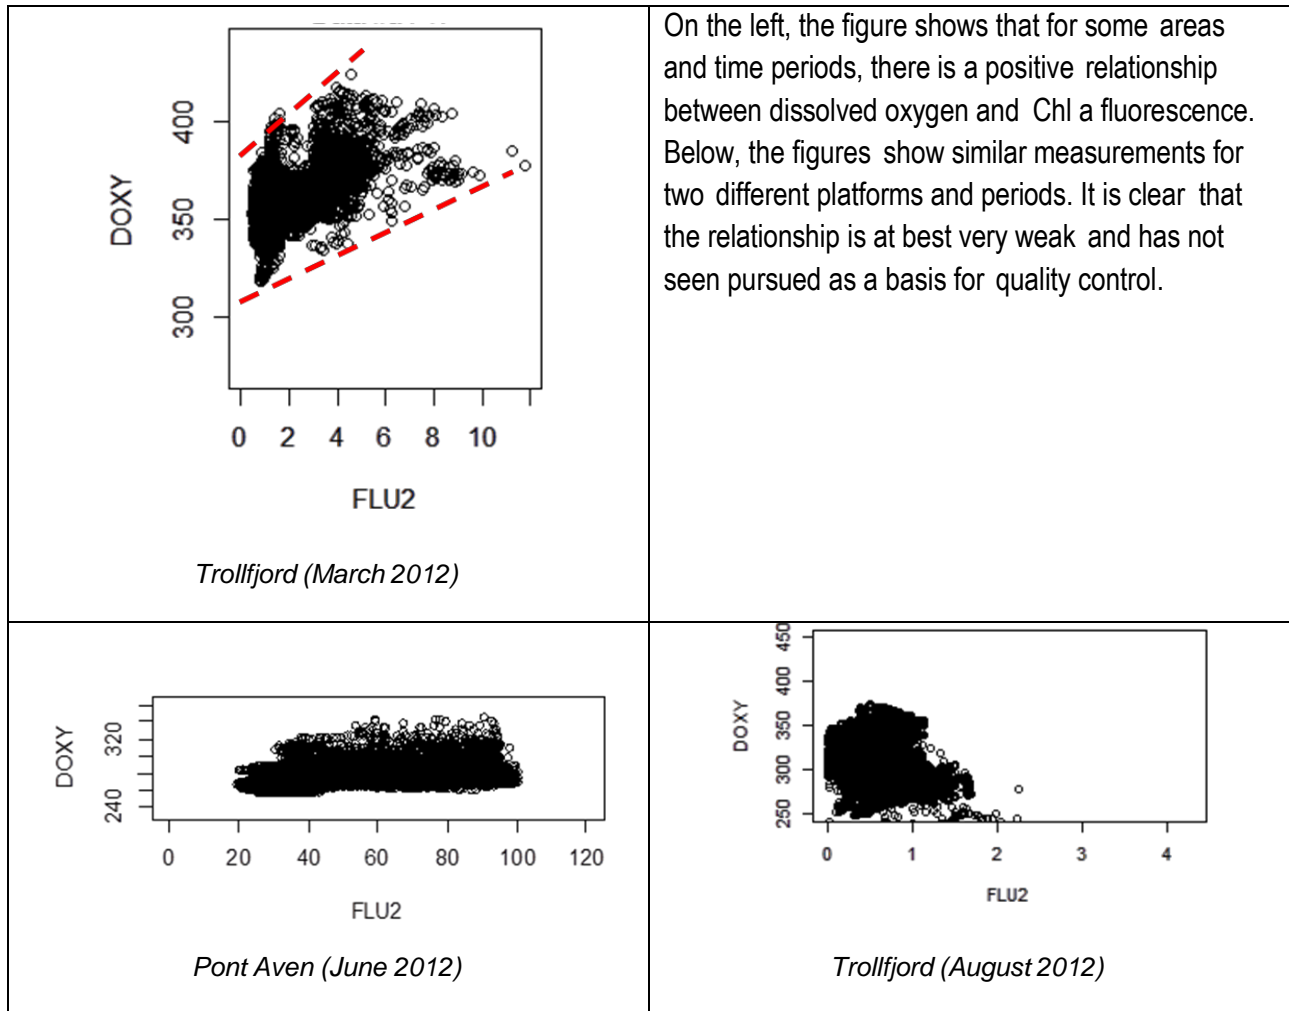 On the left, the figure shows that for some areas
and time periods, there is a positive relationship
between dissolved oxygen and Chl a fluorescence.
Below, the figures show similar measurements for
two different platforms and periods. It is clear that
the relationship is at best very weak and has not
seen pursued as a basis for quality control.
DOXY
400
350
300
0 2 4 6 8 10
FLU2
Trollfjord (March 2012)
DOXY
320
240
0 20 40 60 80 100 120
FLU2
Pont Aven (June 2012)
DOXY
450
400
350
300
250
0 1 2 3 4
FLU2
Trollfjord (August 2012)